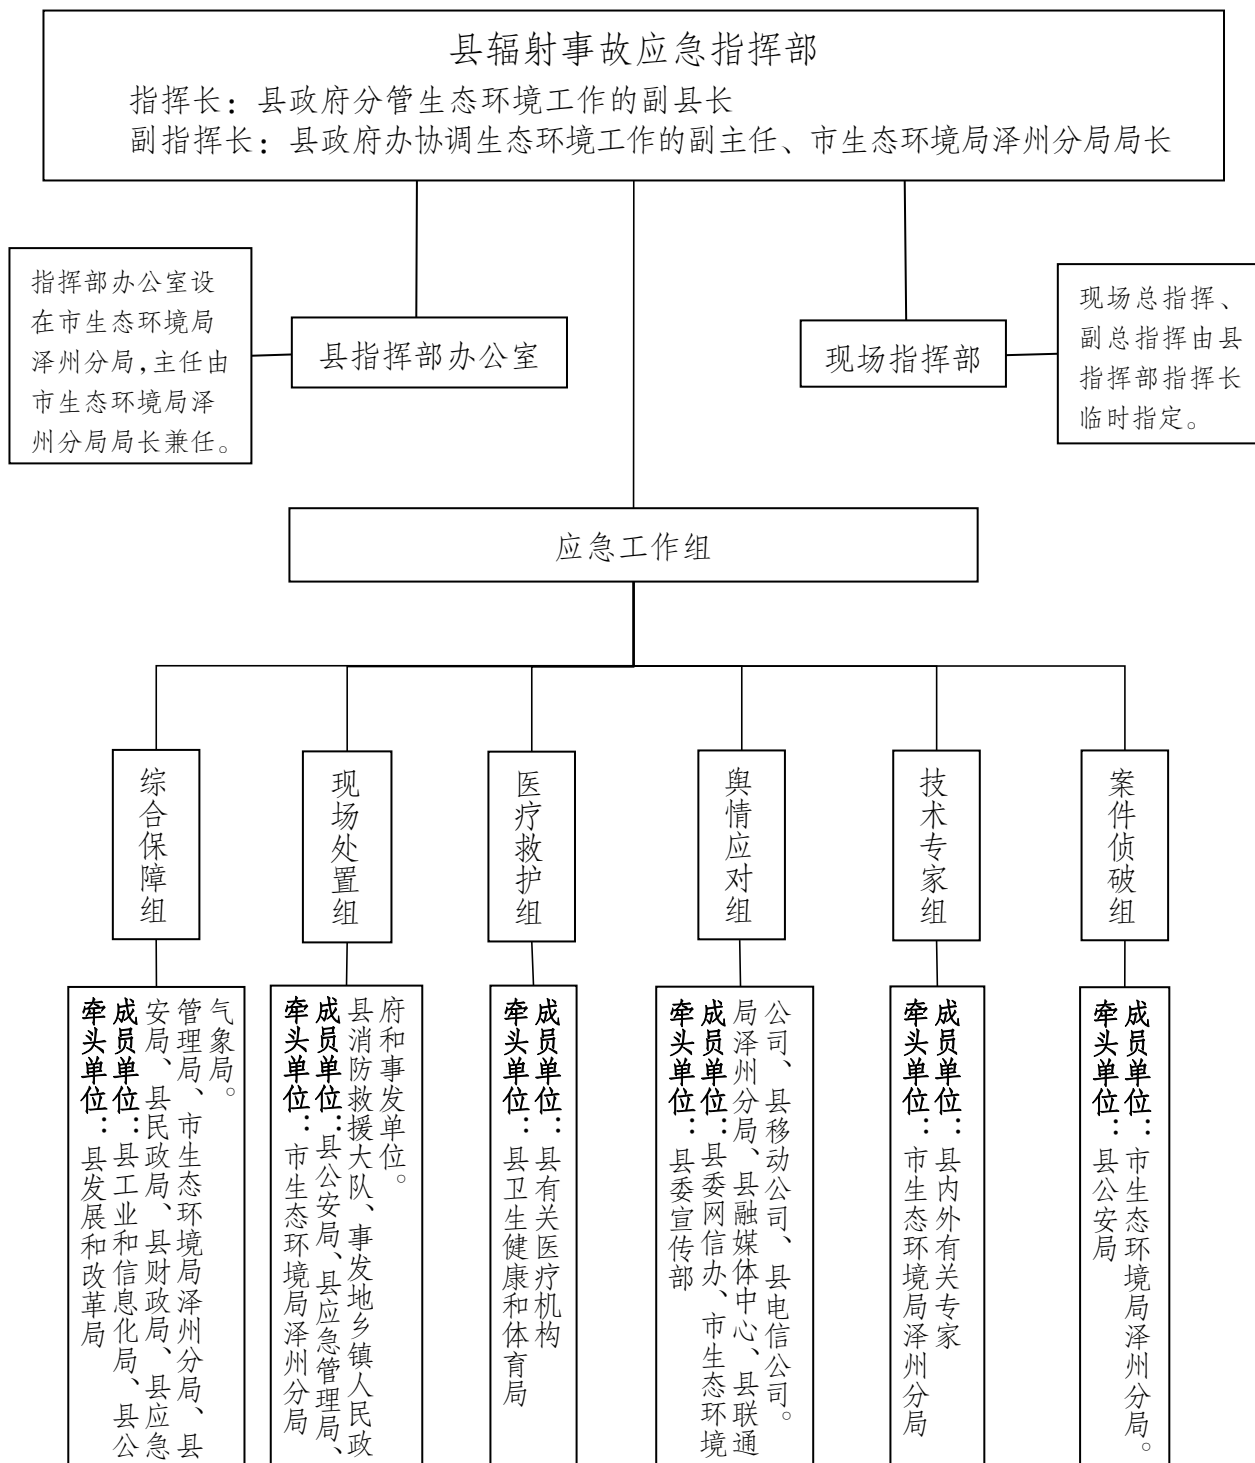 县辐射事故应急指挥部
指挥长：县政府分管生态环境工作的副县长
副指挥长：县政府办协调生态环境工作的副主任、市生态环境局泽州分局局长
指挥部办公室设
在市生态环境局
泽州分局,主任由
市生态环境局泽
州分局局长兼任。
县指挥部办公室
现场指挥部
现场总指挥、
副总指挥由县
指挥部指挥长
临时指定。
应急工作组
综合保障组
现场处置组
医疗救护组
舆情应对组
技术专家组
案件侦破组
牵头单位：县发展和改革局
成员单位：县工业和信息化局、县公
安局、县民政局、县财政局、县应急
管理局、市生态环境局泽州分局、县
气象局。
牵头单位：市生态环境局泽州分局
成员单位：县公安局、县应急管理局、
县消防救援大队、事发地乡镇人民政
府和事发单位。
牵头单位：县卫生健康和体育局
成员单位：县有关医疗机构
牵头单位：县委宣传部
成员单位：县委网信办、市生态环境
局泽州分局、县融媒体中心、县联通
公司、县移动公司、县电信公司。
牵头单位：市生态环境局泽州分局
成员单位：县内外有关专家
牵头单位：县公安局
成员单位：市生态环境局泽州分局。